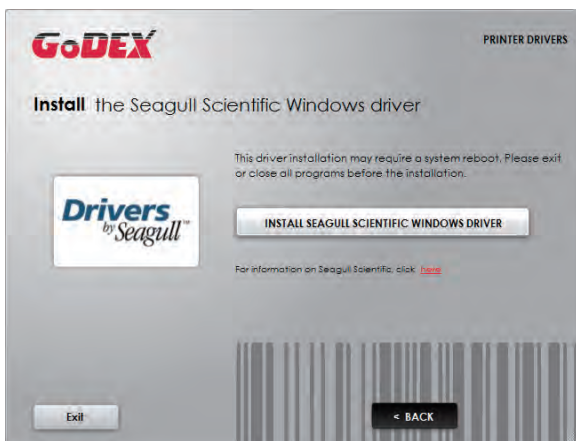 GoDEX
PRINTER DRIVERS
Install the Seagull Scientific Windows driver
This driver installation may require a system reboot. Please exit
or close all programs before the installation.
Drivers
by Seagull™
INSTALL SEAGULL SCIENTIFIC WINDOWS DRIVER
For information on Seagull Scientific, click here
Exit
< BACK